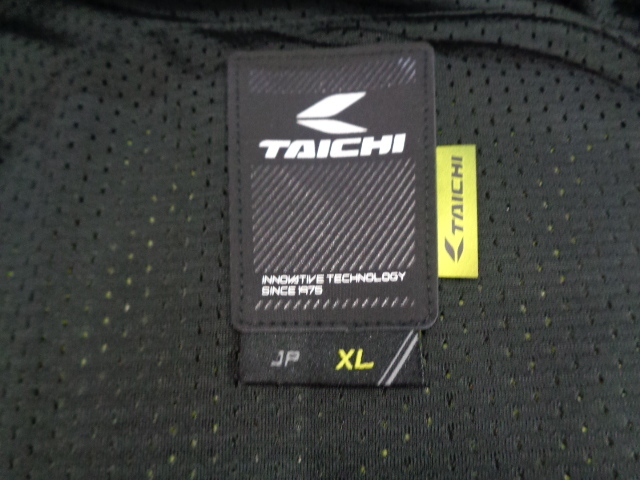 TAICHI
INNOVATIVE TECHNOLOGY
SINCE 1975
JP XL
TAICHI